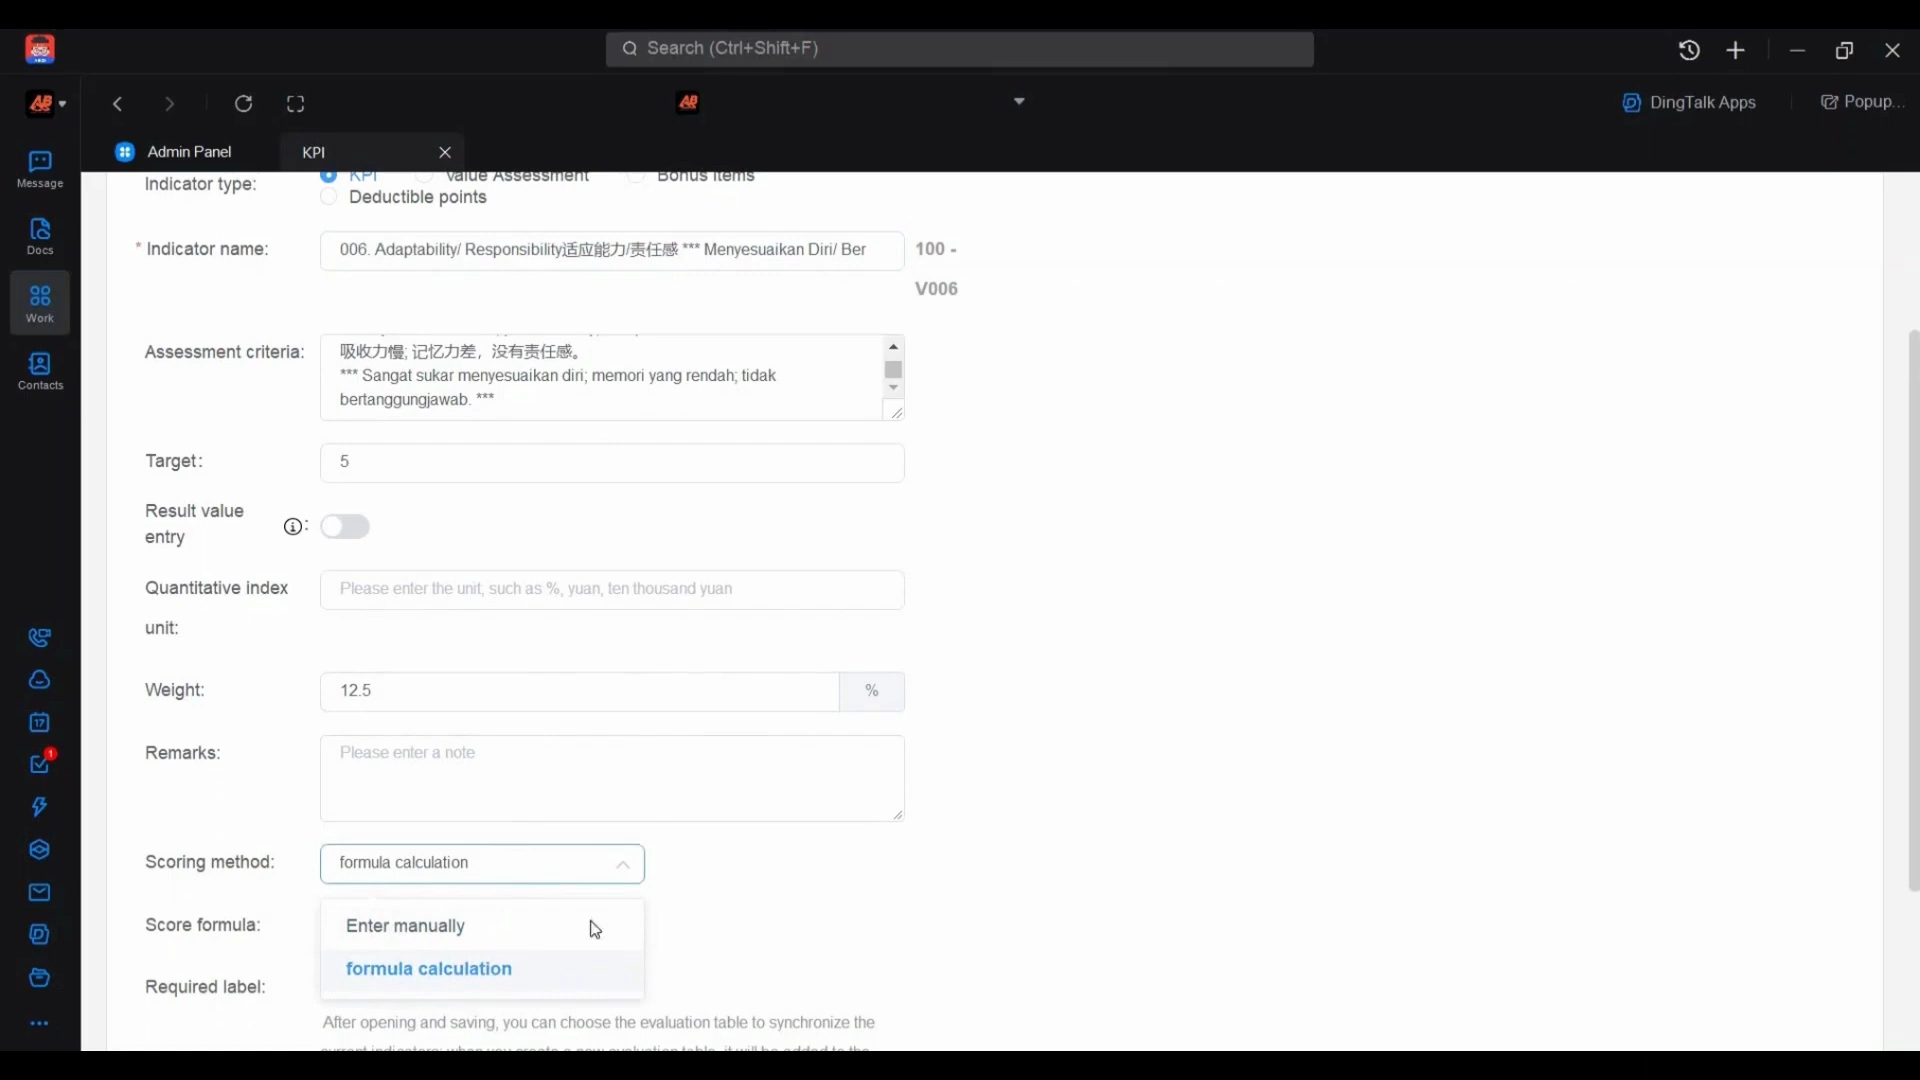 Search (Ctrl+Shift+F)
DingTalk Apps
Popup...
Admin Panel
KPI
Message
Docs
Work
Contacts
17
1
Indicator type:
KPI
Value Assessment
Bonus items
Deductible points
* Indicator name:
006. Adaptability/ Responsibility适应能力/责任感 *** Menyesuaikan Diri/ Ber
100 -
V006
Assessment criteria:
吸收力慢; 记忆力差，没有责任感。
*** Sangat sukar menyesuaikan diri; memori yang rendah; tidak
bertanggungjawab. ***
Target:
5
Result value
entry
:
Quantitative index
unit:
Please enter the unit, such as %, yuan, ten thousand yuan
Weight:
12.5
%
Remarks:
Please enter a note
Scoring method:
formula calculation
Score formula:
Enter manually
formula calculation
Required label:
After opening and saving, you can choose the evaluation table to synchronize the
current indicators; when you create a new evaluation table, it will be added to the